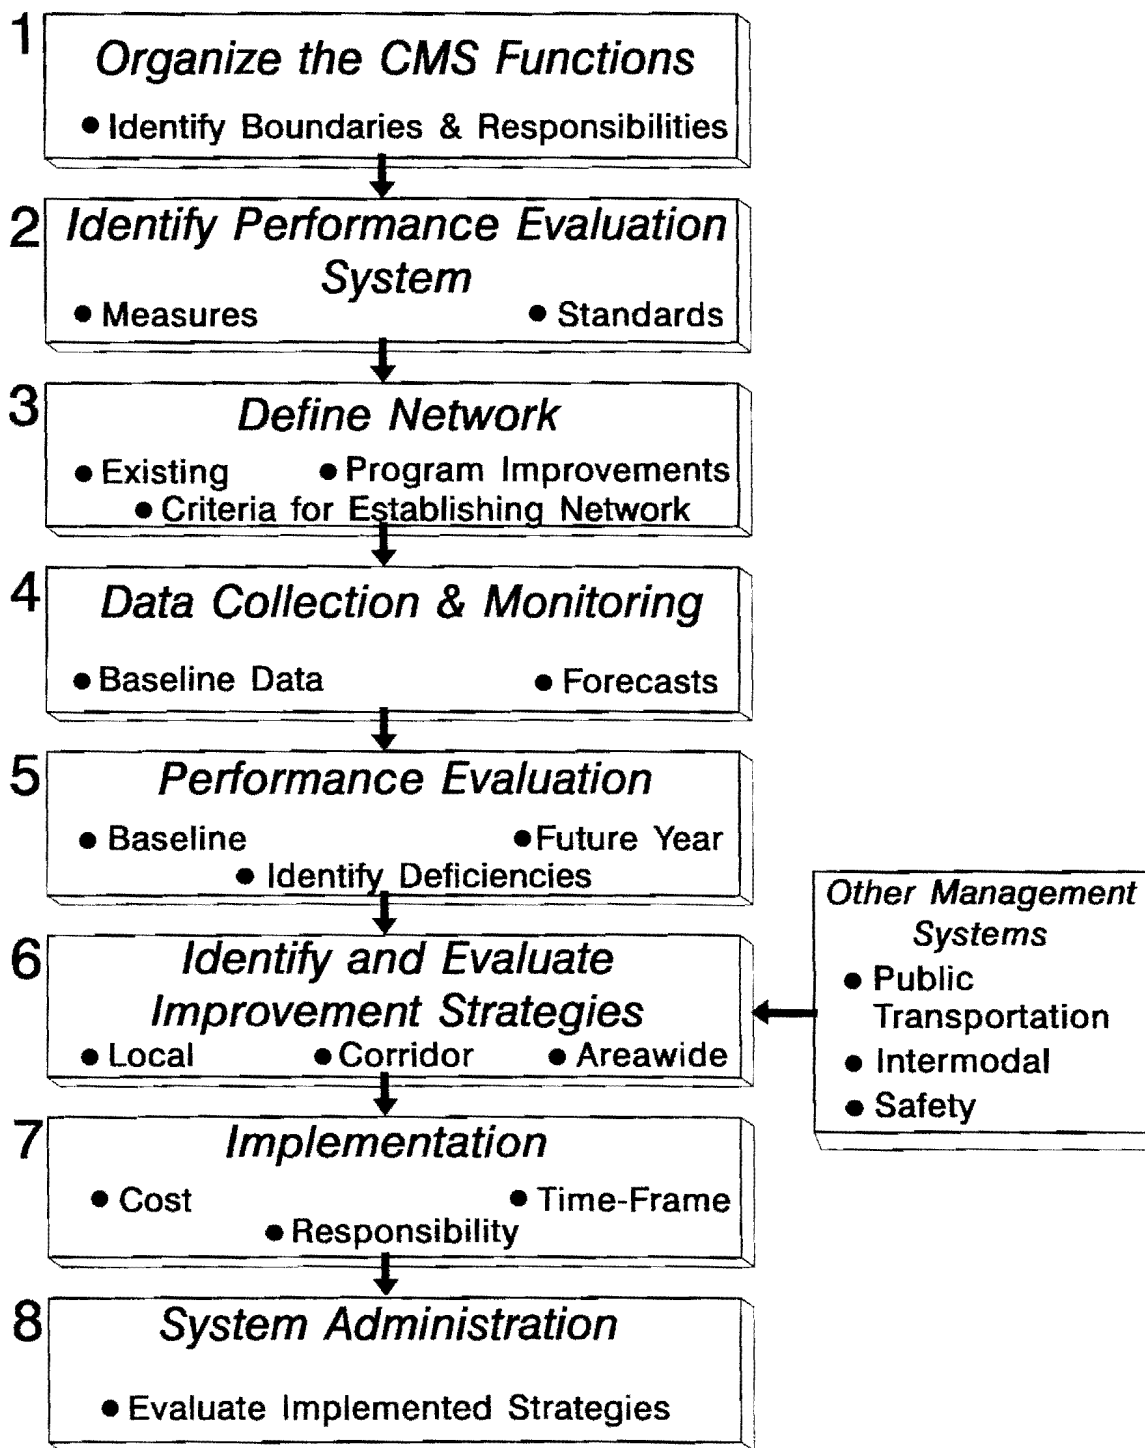 1
Organize the CMS Functions
● Identify Boundaries & Responsibilities
2
Identify Performance Evaluation
System
● Measures ● Standards
3
Define Network
● Existing ● Program Improvements
● Criteria for Establishing Network
4
Data Collection & Monitoring
● Baseline Data ● Forecasts
5
Performance Evaluation
● Baseline ● Future Year
● Identify Deficiencies
6
Identify and Evaluate
Improvement Strategies
● Local ● Corridor ● Areawide
Other Management
Systems
● Public
Transportation
● Intermodal
● Safety
7
Implementation
● Cost ● Time-Frame
● Responsibility
8
System Administration
● Evaluate Implemented Strategies